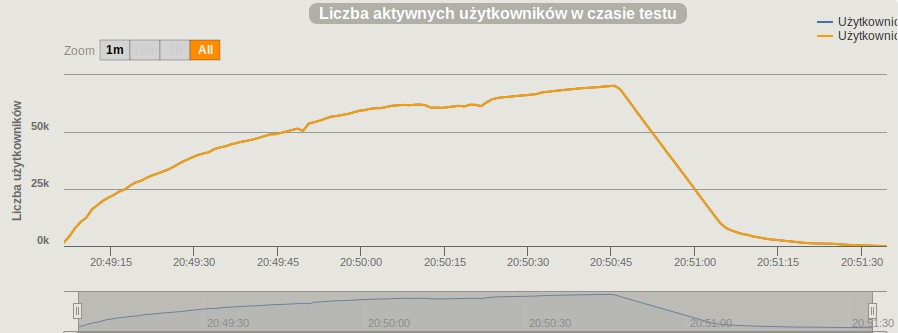 Liczba aktywnych użytkowników w czasie testu
Użytkownic
Użytkownic
Zoom 1m 10m 1h All
Liczba użytkowników
50k
25k
0k
20:49:15 20:49:30 20:49:45 20:50:00 20:50:15 20:50:30 20:50:45 20:51:00 20:51:15 20:51:30
20:49:30 20:50:00 20:50:30 20:51:00 20:51:30